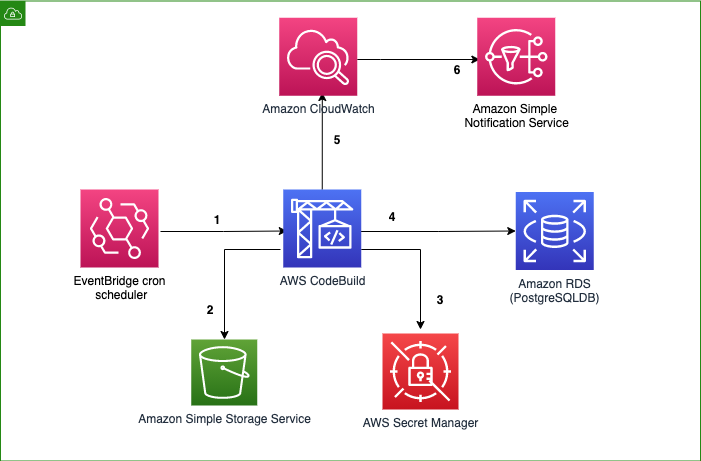 Amazon CloudWatch
6
Amazon Simple
Notification Service
5
1
4
EventBridge cron
scheduler
</>
AWS CodeBuild
Amazon RDS
(PostgreSQLDB)
2
3
Amazon Simple Storage Service
AWS Secret Manager